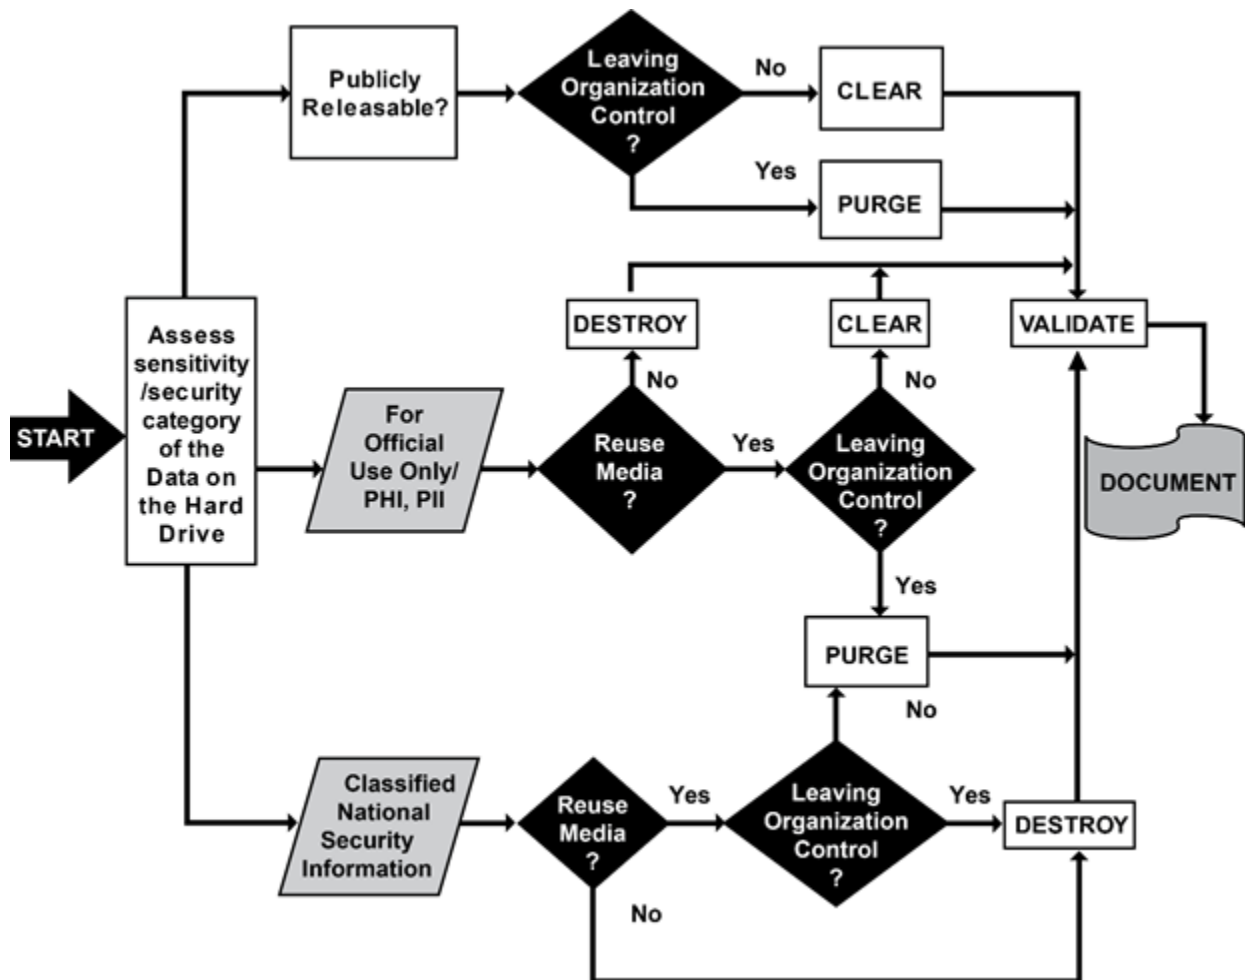 Publicly
Releasable?
Leaving
Organization
Control
?
No
CLEAR
Yes
PURGE
START
Assess
sensitivity
/security
category
of the
Data on
the Hard
Drive
DESTROY
CLEAR
VALIDATE
No
No
For
Official
Use Only/
PHI, PII
Reuse
Media
?
Yes
Leaving
Organization
Control
?
DOCUMENT
Yes
PURGE
No
Classified
National
Security
Information
Reuse
Media
?
Yes
Leaving
Organization
Control
?
Yes
DESTROY
No